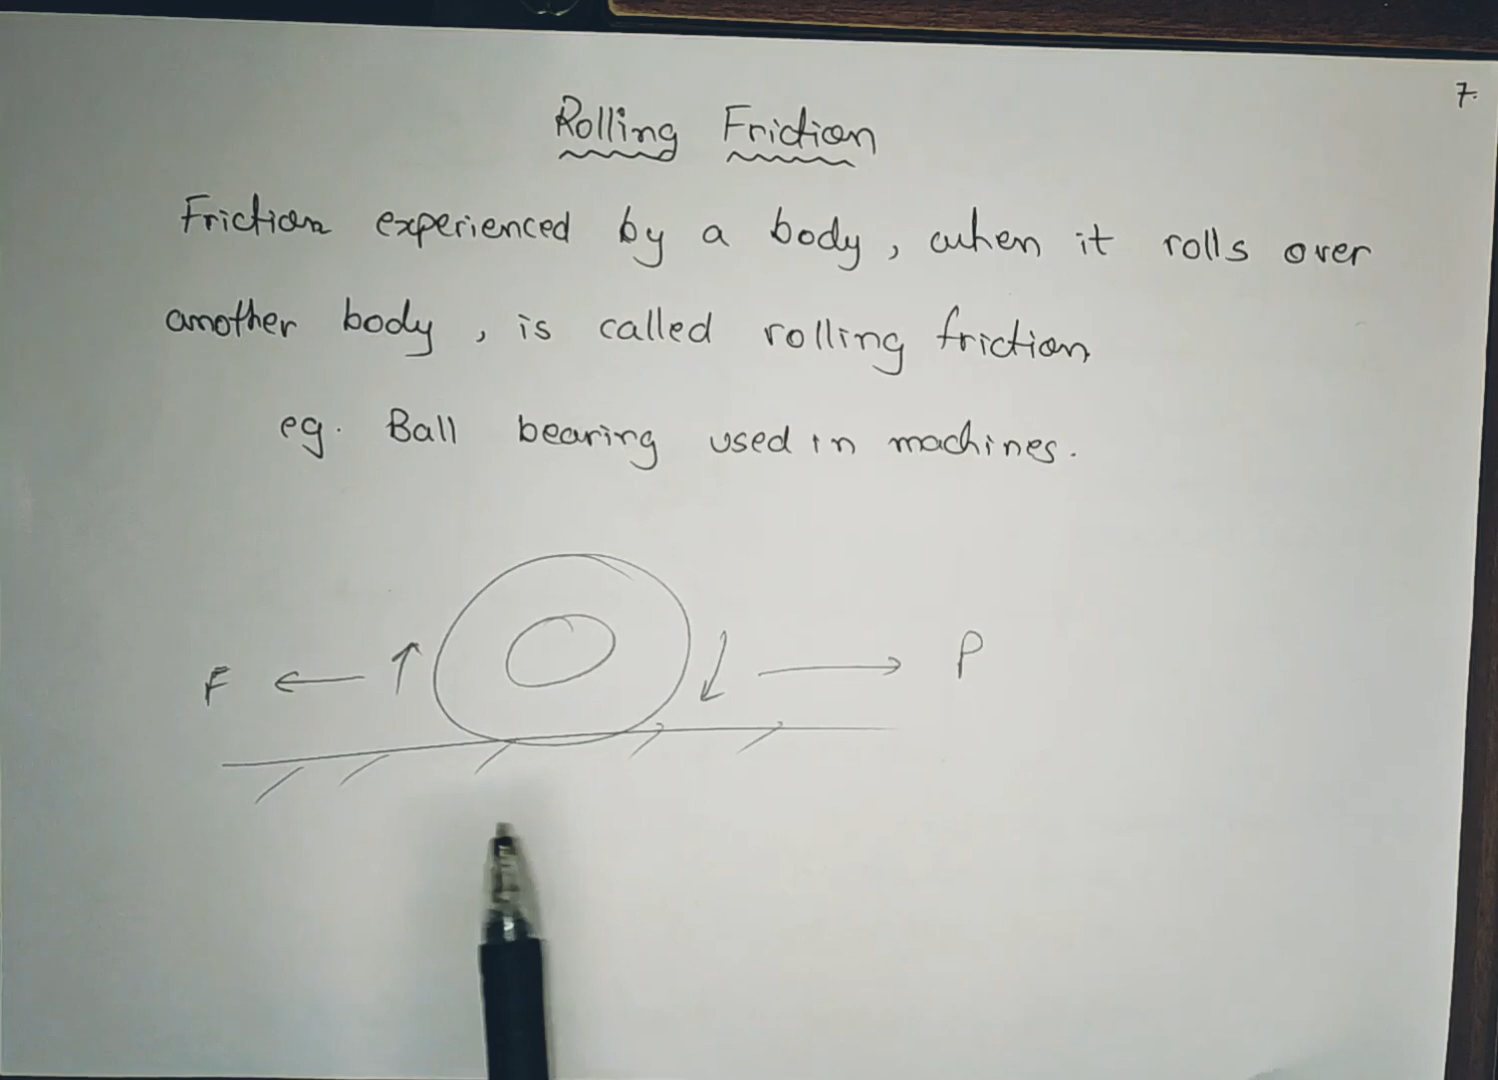 7.
Rolling Friction
Friction experienced by a body, when it rolls over
another body, is called rolling friction
eg. Ball bearing used in machines.
F
P